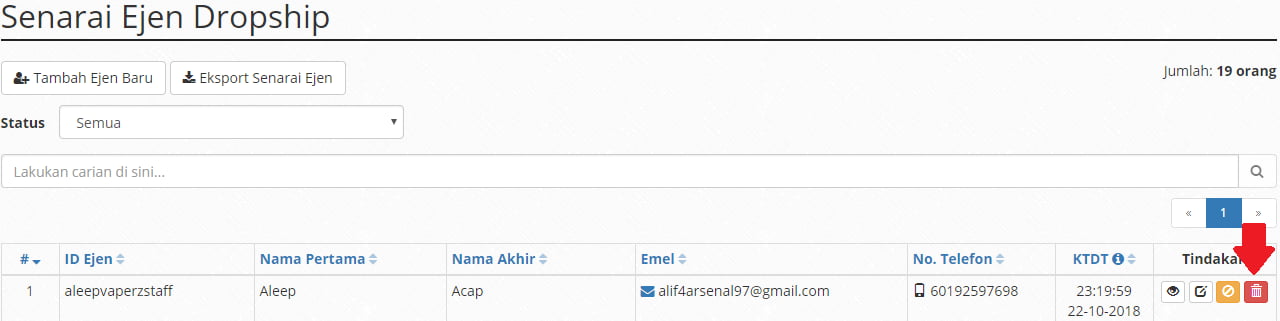 Senarai Ejen Dropship
Tambah Ejen Baru Eksport Senarai Ejen Jumlah: 19 orang
Status Semua
Lakukan carian di sini...
« 1 »
# ID Ejen Nama Pertama Nama Akhir Emel No. Telefon KTDT Tindakan
1 aleepvaperzstaff Aleep Acap alif4arsenal97@gmail.com 60192597698 23:19:59
22-10-2018